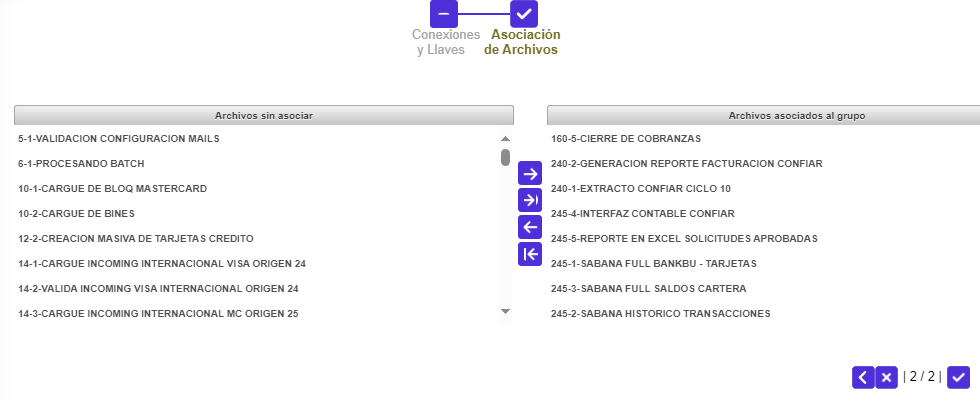 Conexiones y Llaves
Asociación de Archivos
Archivos sin asociar
5-1-VALIDACION CONFIGURACION MAILS
6-1-PROCESANDO BATCH
10-1-CARGUE DE BLOQ MASTERCARD
10-2-CARGUE DE BINES
12-2-CREACION MASIVA DE TARJETAS CREDITO
14-1-CARGUE INCOMING INTERNACIONAL VISA ORIGEN 24
14-2-VALIDA INCOMING VISA INTERNACIONAL ORIGEN 24
14-3-CARGUE INCOMING INTERNACIONAL MC ORIGEN 25
Archivos asociados al grupo
160-5-CIERRE DE COBRANZAS
240-2-GENERACION REPORTE FACTURACION CONFIAR
240-1-EXTRACTO CONFIAR CICLO 10
245-4-INTERFAZ CONTABLE CONFIAR
245-5-REPORTE EN EXCEL SOLICITUDES APROBADAS
245-1-SABANA FULL BANKBU - TARJETAS
245-3-SABANA FULL SALDOS CARTERA
245-2-SABANA HISTORICO TRANSACCIONES
| 2 / 2 |